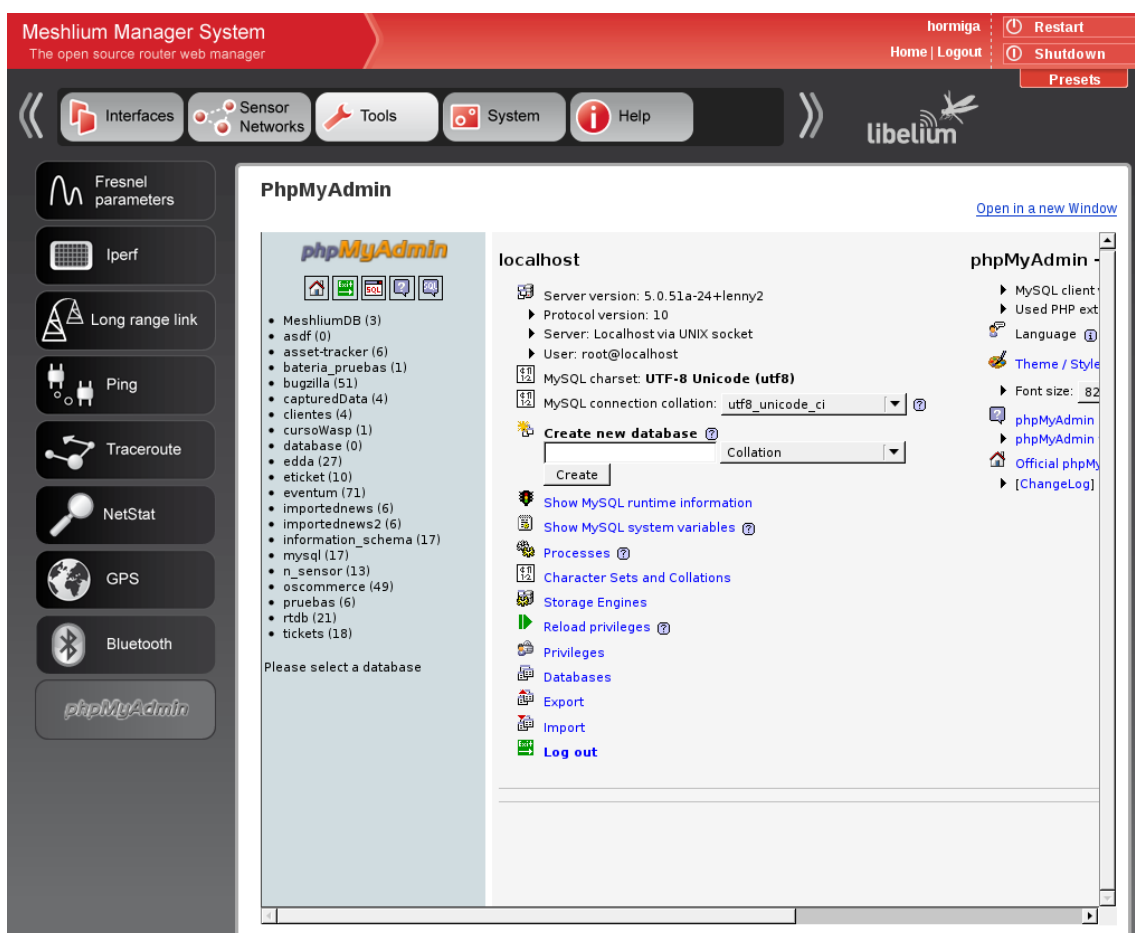 Meshlium Manager System
The open source router web manager
hormiga
Home | Logout
Restart
Shutdown
Presets
Interfaces
Sensor
Networks
Tools
System
Help
libelium
Fresnel
parameters
Iperf
Long range link
Ping
Traceroute
NetStat
GPS
Bluetooth
phpMyAdmin
PhpMyAdmin
Open in a new Window
phpMyAdmin
SQL
SQL
MeshliumDB (3)
asdf (0)
asset-tracker (6)
bateria_pruebas (1)
bugzilla (51)
capturedData (4)
clientes (4)
cursoWasp (1)
database (0)
edda (27)
eticket (10)
eventum (71)
importednews (6)
importednews2 (6)
information_schema (17)
mysql (17)
n_sensor (13)
oscommerce (49)
pruebas (6)
rtdb (21)
tickets (18)
Please select a database
localhost
Server version: 5.0.51a-24+lenny2
Protocol version: 10
Server: Localhost via UNIX socket
User: root@localhost
MySQL charset: UTF-8 Unicode (utf8)
MySQL connection collation: utf8_unicode_ci
Create new database
Collation
Create
Show MySQL runtime information
Show MySQL system variables
Processes
Character Sets and Collations
Storage Engines
Reload privileges
Privileges
Databases
Export
Import
Log out
phpMyAdmin -
MySQL client
Used PHP ext
Language
Theme / Style
Font size: 82
phpMyAdmin
phpMyAdmin
Official phpMy
[ChangeLog]